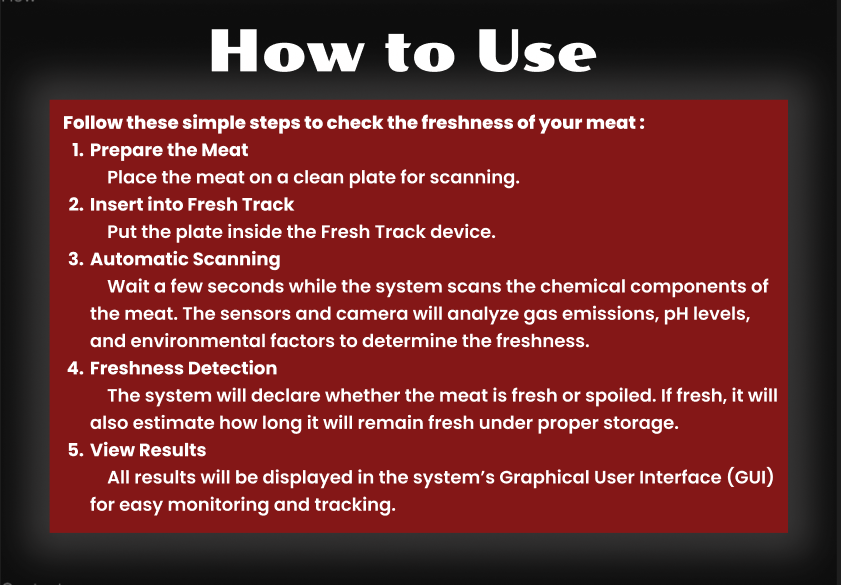 How to Use
Follow these simple steps to check the freshness of your meat :
1. Prepare the Meat
Place the meat on a clean plate for scanning.
2. Insert into Fresh Track
Put the plate inside the Fresh Track device.
3. Automatic Scanning
Wait a few seconds while the system scans the chemical components of
the meat. The sensors and camera will analyze gas emissions, pH levels,
and environmental factors to determine the freshness.
4. Freshness Detection
The system will declare whether the meat is fresh or spoiled. If fresh, it will
also estimate how long it will remain fresh under proper storage.
5. View Results
All results will be displayed in the system’s Graphical User Interface (GUI)
for easy monitoring and tracking.